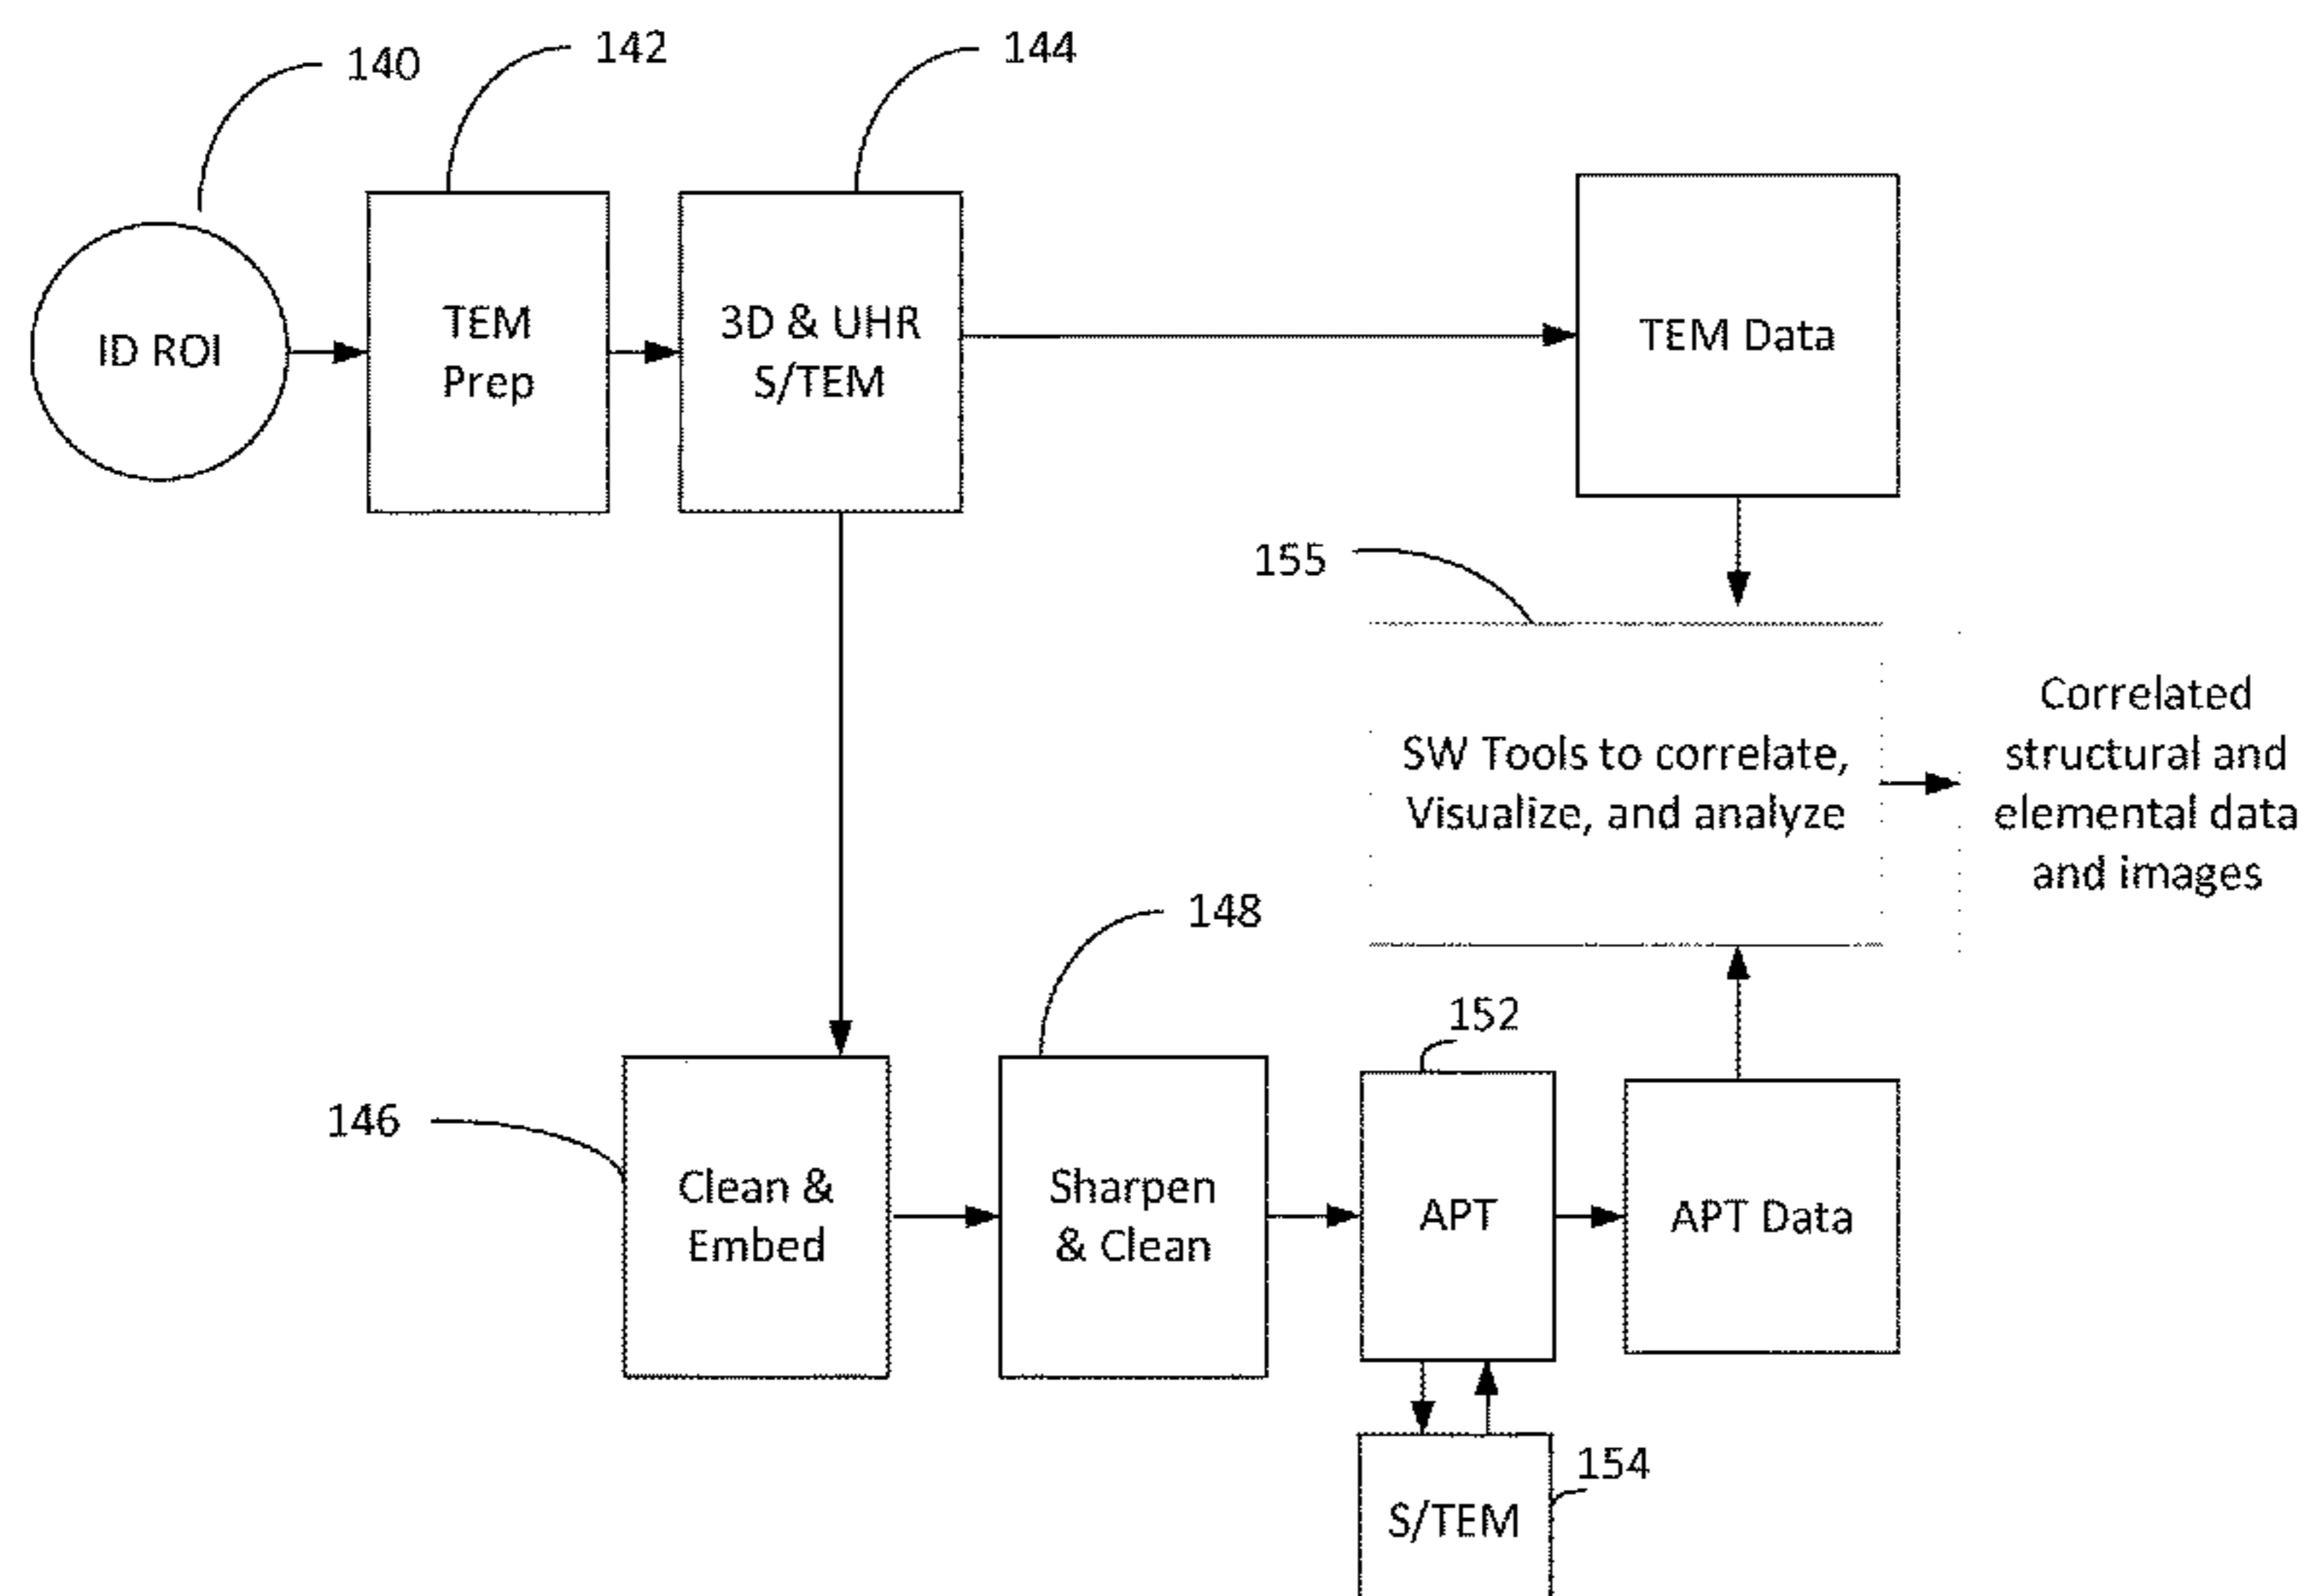 140
142
144
ID ROI
TEM
Prep
3D & UHR
S/TEM
TEM Data
155
SW Tools to correlate,
Visualize, and analyze
Correlated
structural and
elemental data
and images
148
152
146
Clean &
Embed
Sharpen
& Clean
APT
APT Data
154
S/TEM